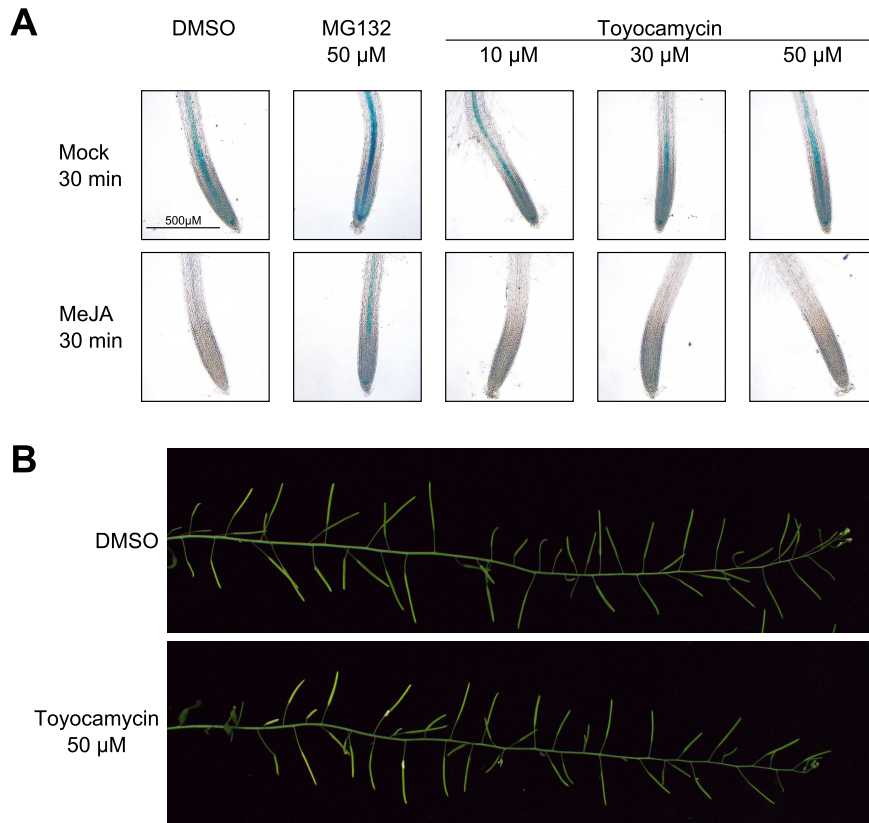 A
DMSO
MG132
50 µM
Toyocamycin
10 µM
30 µM
50 µM
Mock
30 min
500µM
MeJA
30 min
B
DMSO
Toyocamycin
50 µM